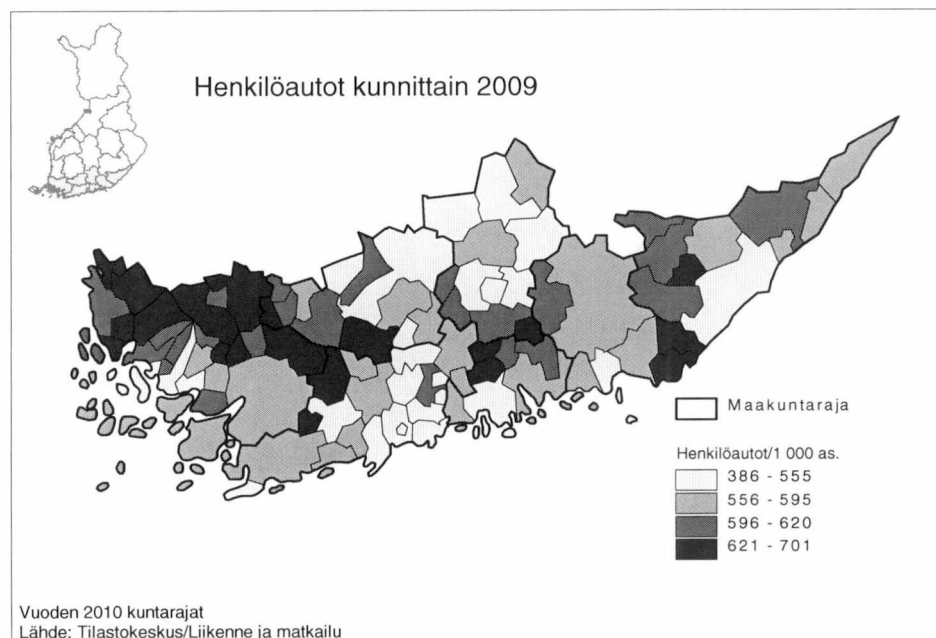 Henkilöautot kunnittain 2009
Maakuntaraja
Henkilöautot/1 000 as.
386 - 555
556 - 595
596 - 620
621 - 701
Vuoden 2010 kuntarajat
Lähde: Tilastokeskus/Liikenne ja matkailu